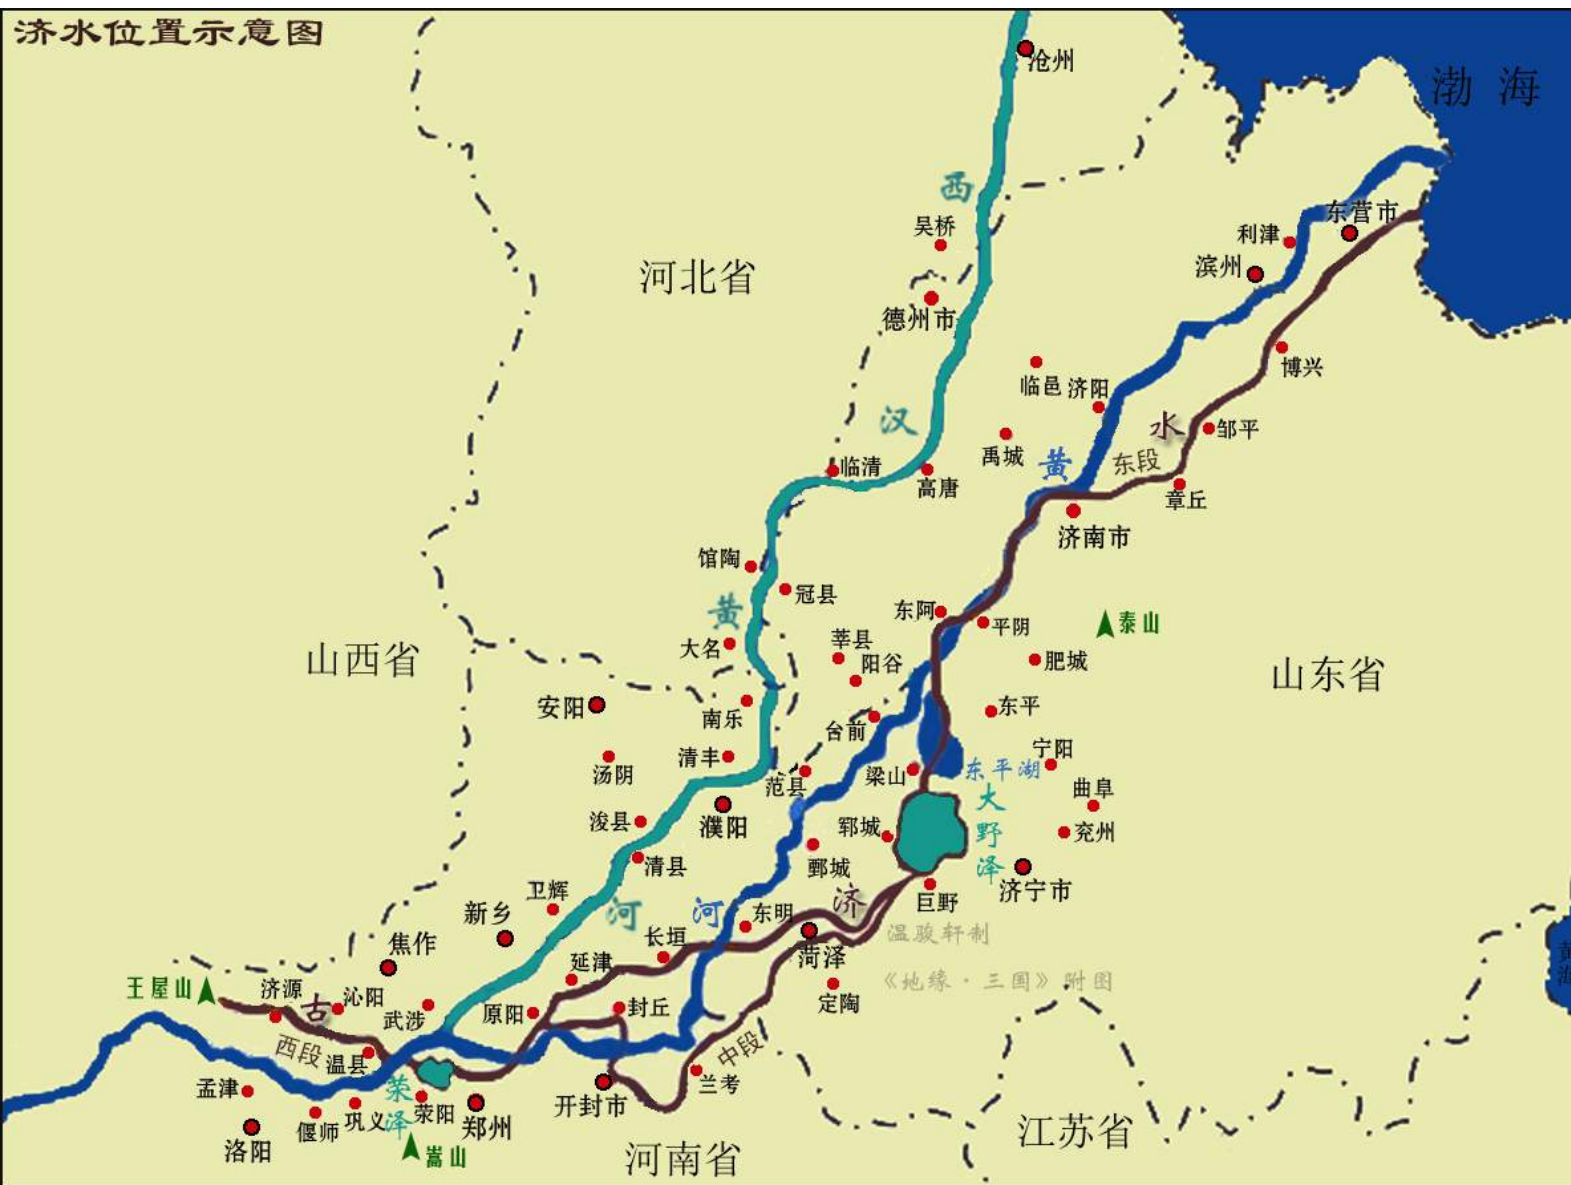 济水位置示意图
沧州
渤 海
西
吴桥
东营市
利津
滨州
河北省
德州市
博兴
临邑
济阳
汉
水
邹平
禹城
黄
东段
临清
高唐
章丘
济南市
馆陶
冠县
黄
东阿
平阴
泰山
大名
莘县
阳谷
肥城
山西省
山东省
安阳
南乐
台前
东平
汤阴
清丰
范县
梁山
东平湖
宁阳
大野泽
曲阜
浚县
濮阳
郓城
兖州
清县
鄄城
济宁市
卫辉
济
巨野
新乡
河
河
东明
温骏轩制
焦作
长垣
菏泽
延津
《地缘·三国》附图
王屋山
济源
古
沁阳
武涉
原阳
封丘
定陶
黄海
西段
温县
中段
孟津
荣泽
荥阳
兰考
开封市
偃师
巩义
郑州
洛阳
嵩山
河南省
江苏省